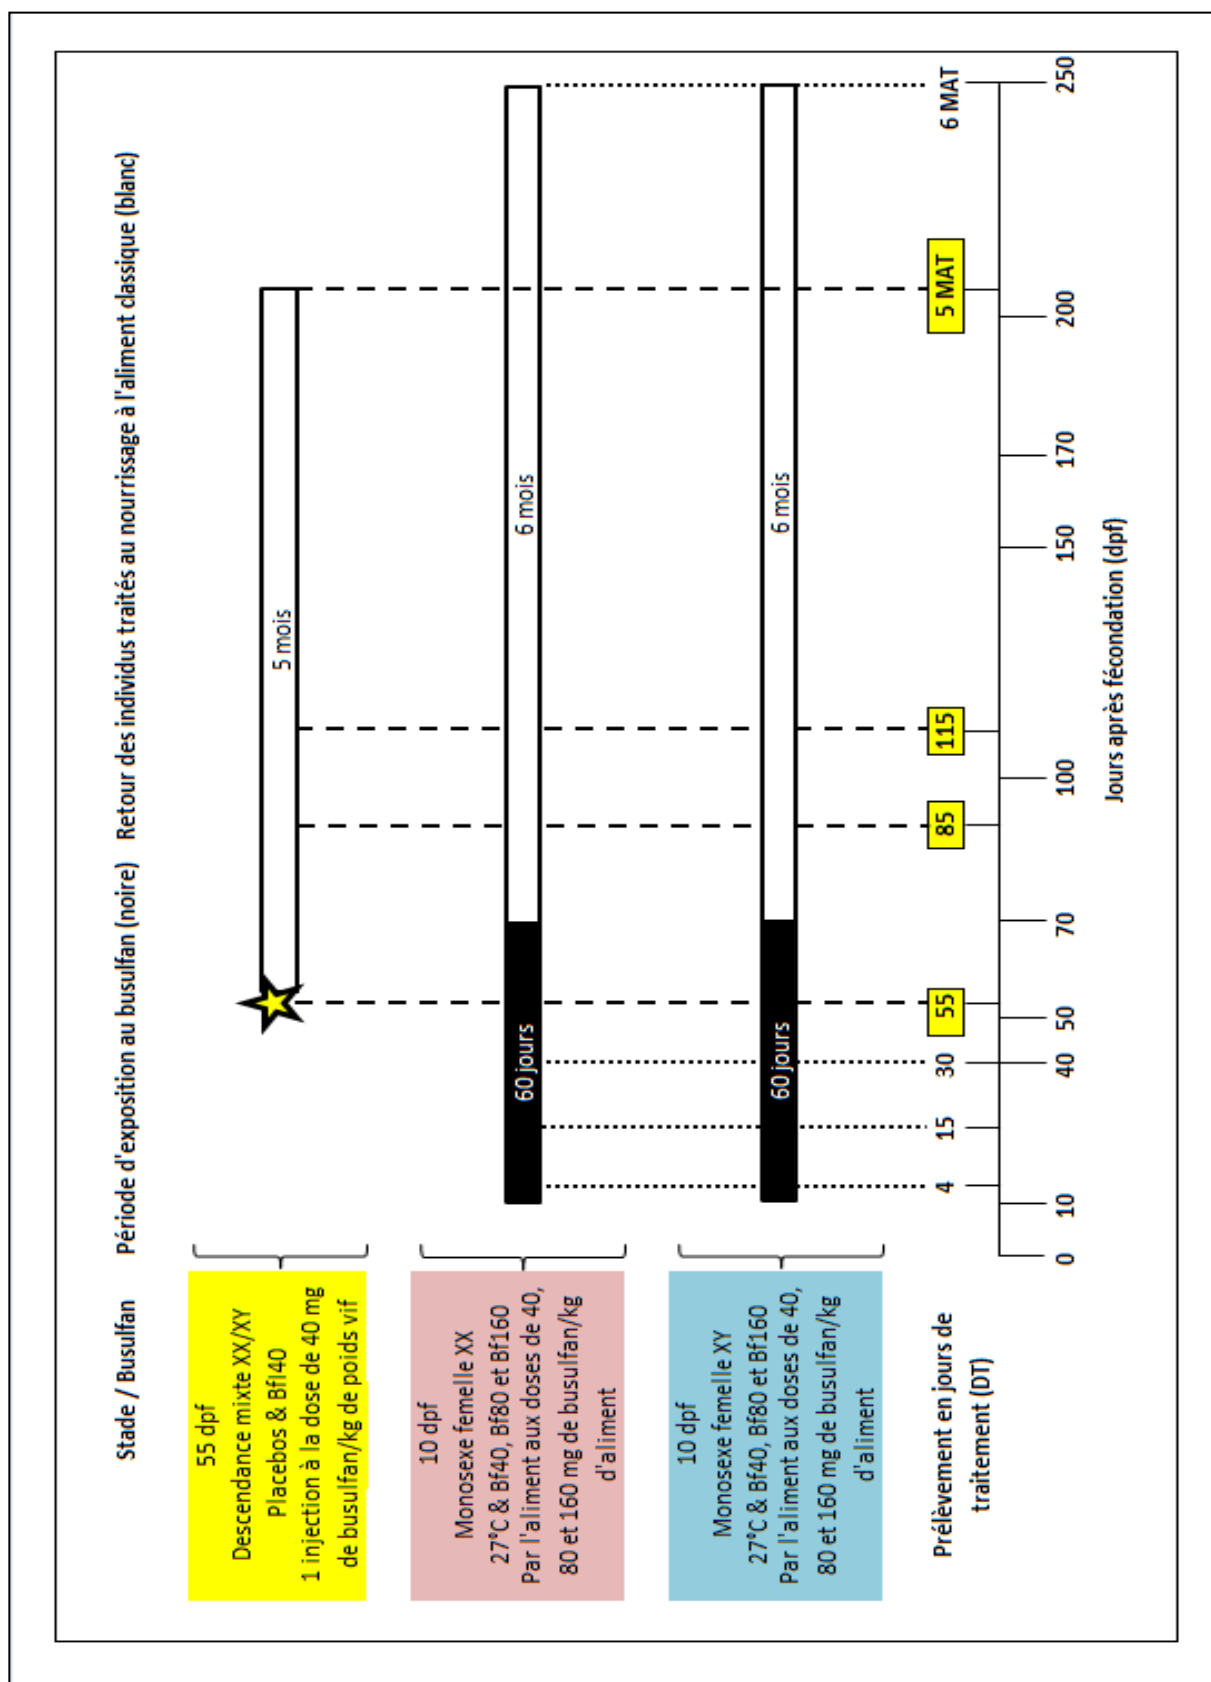 Stade / Busulfan
Période d'exposition au busulfan (noire)
Retour des individus traités au nourrissage à l'aliment classique (blanc)
55 dpf
Descendance mixte XX/XY
Placebos & BfI40
1 injection à la dose de 40 mg
de busulfan/kg de poids vif
5 mois
10 dpf
Monosexe femelle XX
27°C & Bf40, Bf80 et Bf160
Par l'aliment aux doses de 40,
80 et 160 mg de busulfan/kg
d'aliment
60 jours
6 mois
10 dpf
Monosexe femelle XY
27°C & Bf40, Bf80 et Bf160
Par l'aliment aux doses de 40,
80 et 160 mg de busulfan/kg
d'aliment
60 jours
6 mois
Prélèvement en jours de
traitement (DT)
4 15 30 55 85 115 5 MAT 6 MAT
0 10 40 50 70 100 150 170 200 250
Jours après fécondation (dpf)